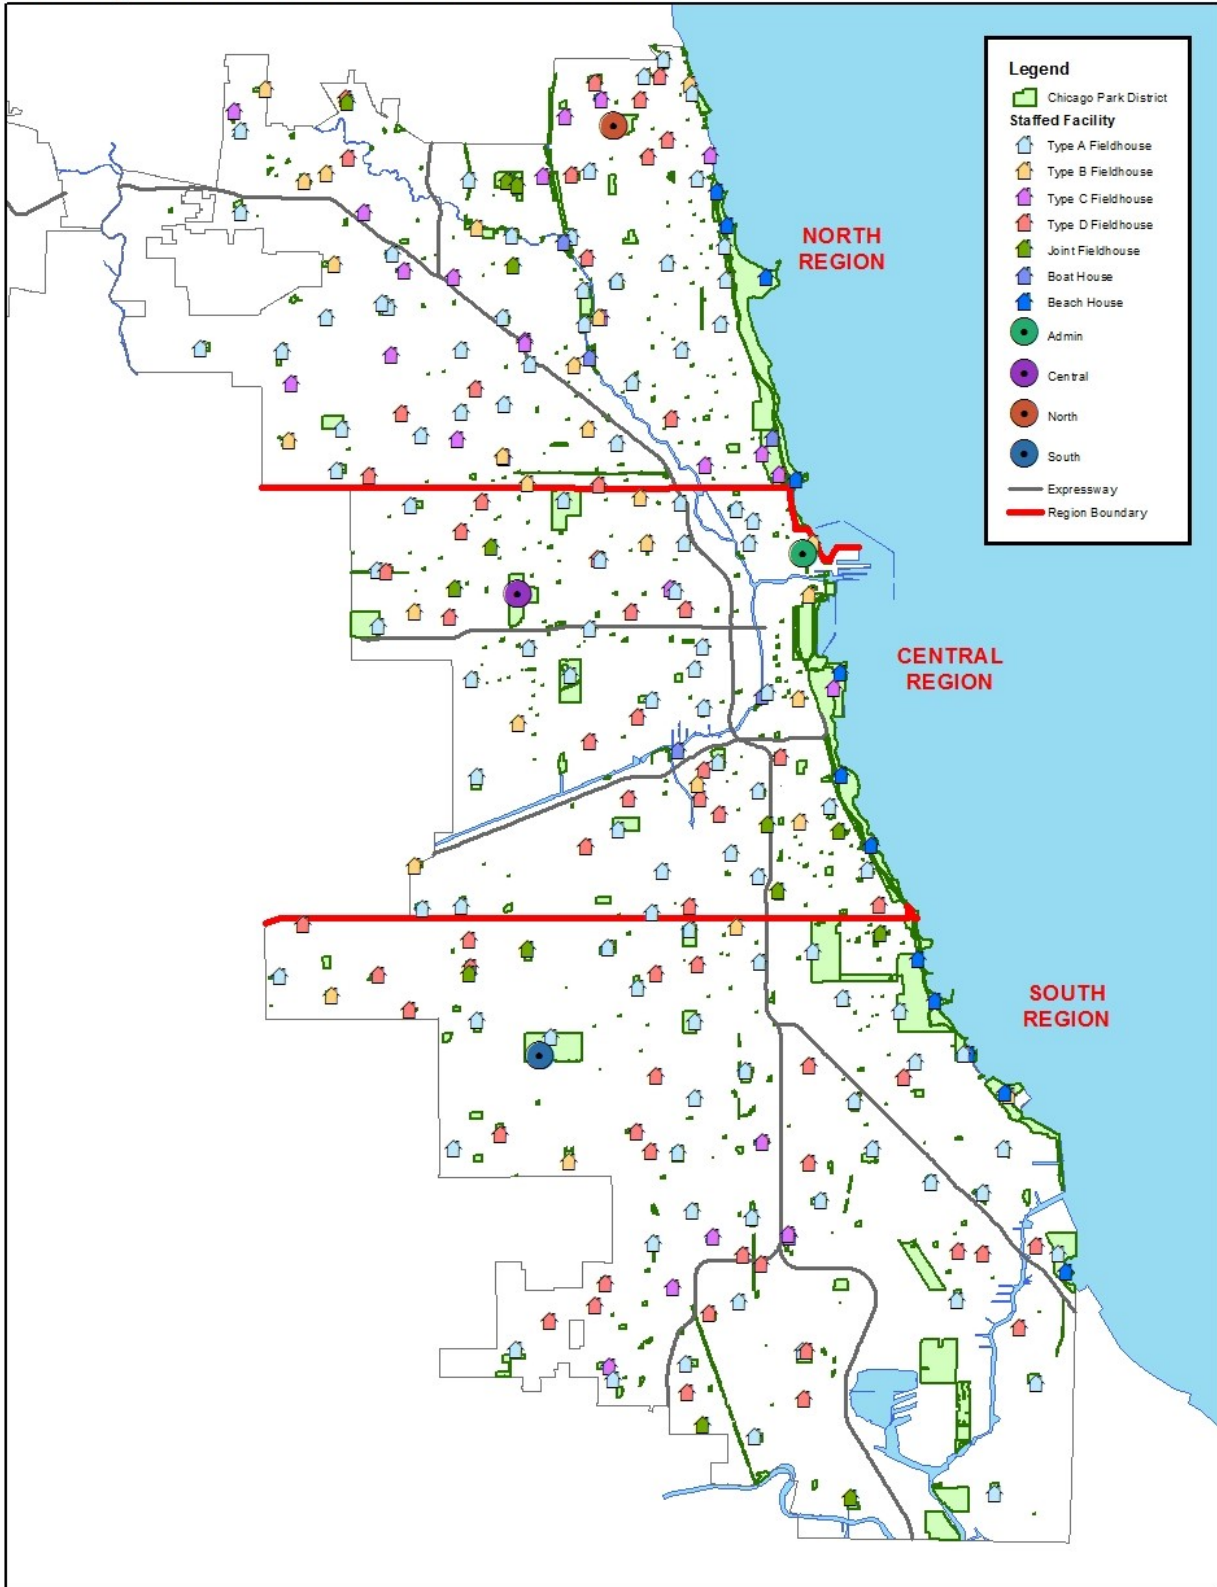 Legend
Chicago Park District
Staffed Facility
Type A Fieldhouse
Type B Fieldhouse
Type C Fieldhouse
Type D Fieldhouse
Joint Fieldhouse
Boat House
Beach House
Admin
Central
North
South
Expressway
Region Boundary
NORTH
REGION
CENTRAL
REGION
SOUTH
REGION